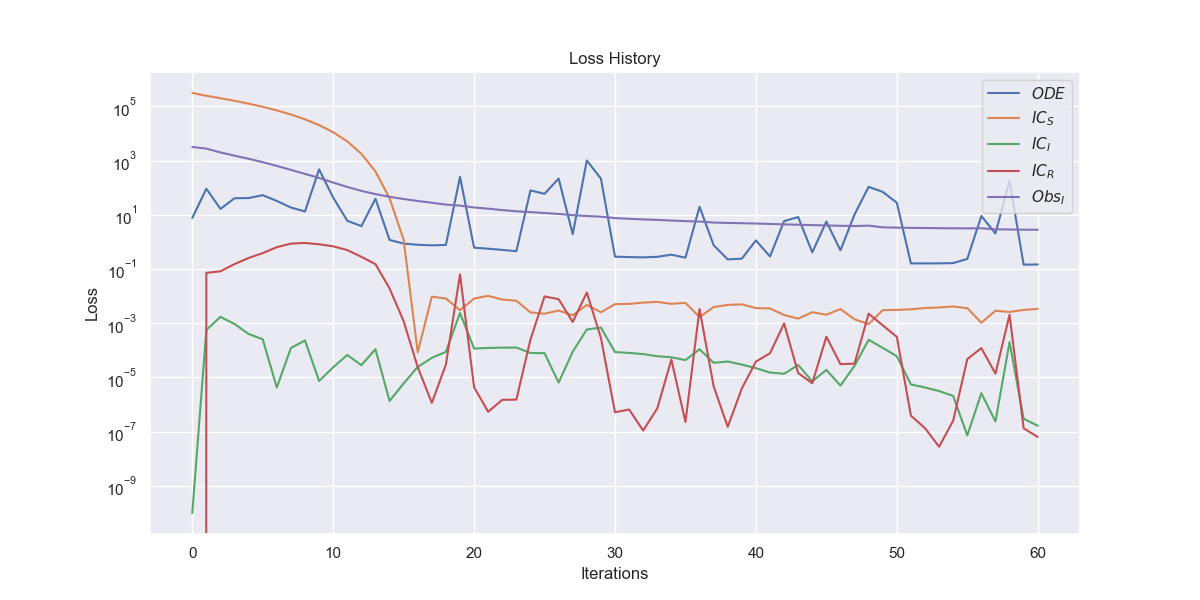 Loss History
ODE
IC_S
IC_I
IC_R
Obs_I
10^5
10^3
10^1
10^−1
10^−3
10^−5
10^−7
10^−9
Loss
0 10 20 30 40 50 60
Iterations